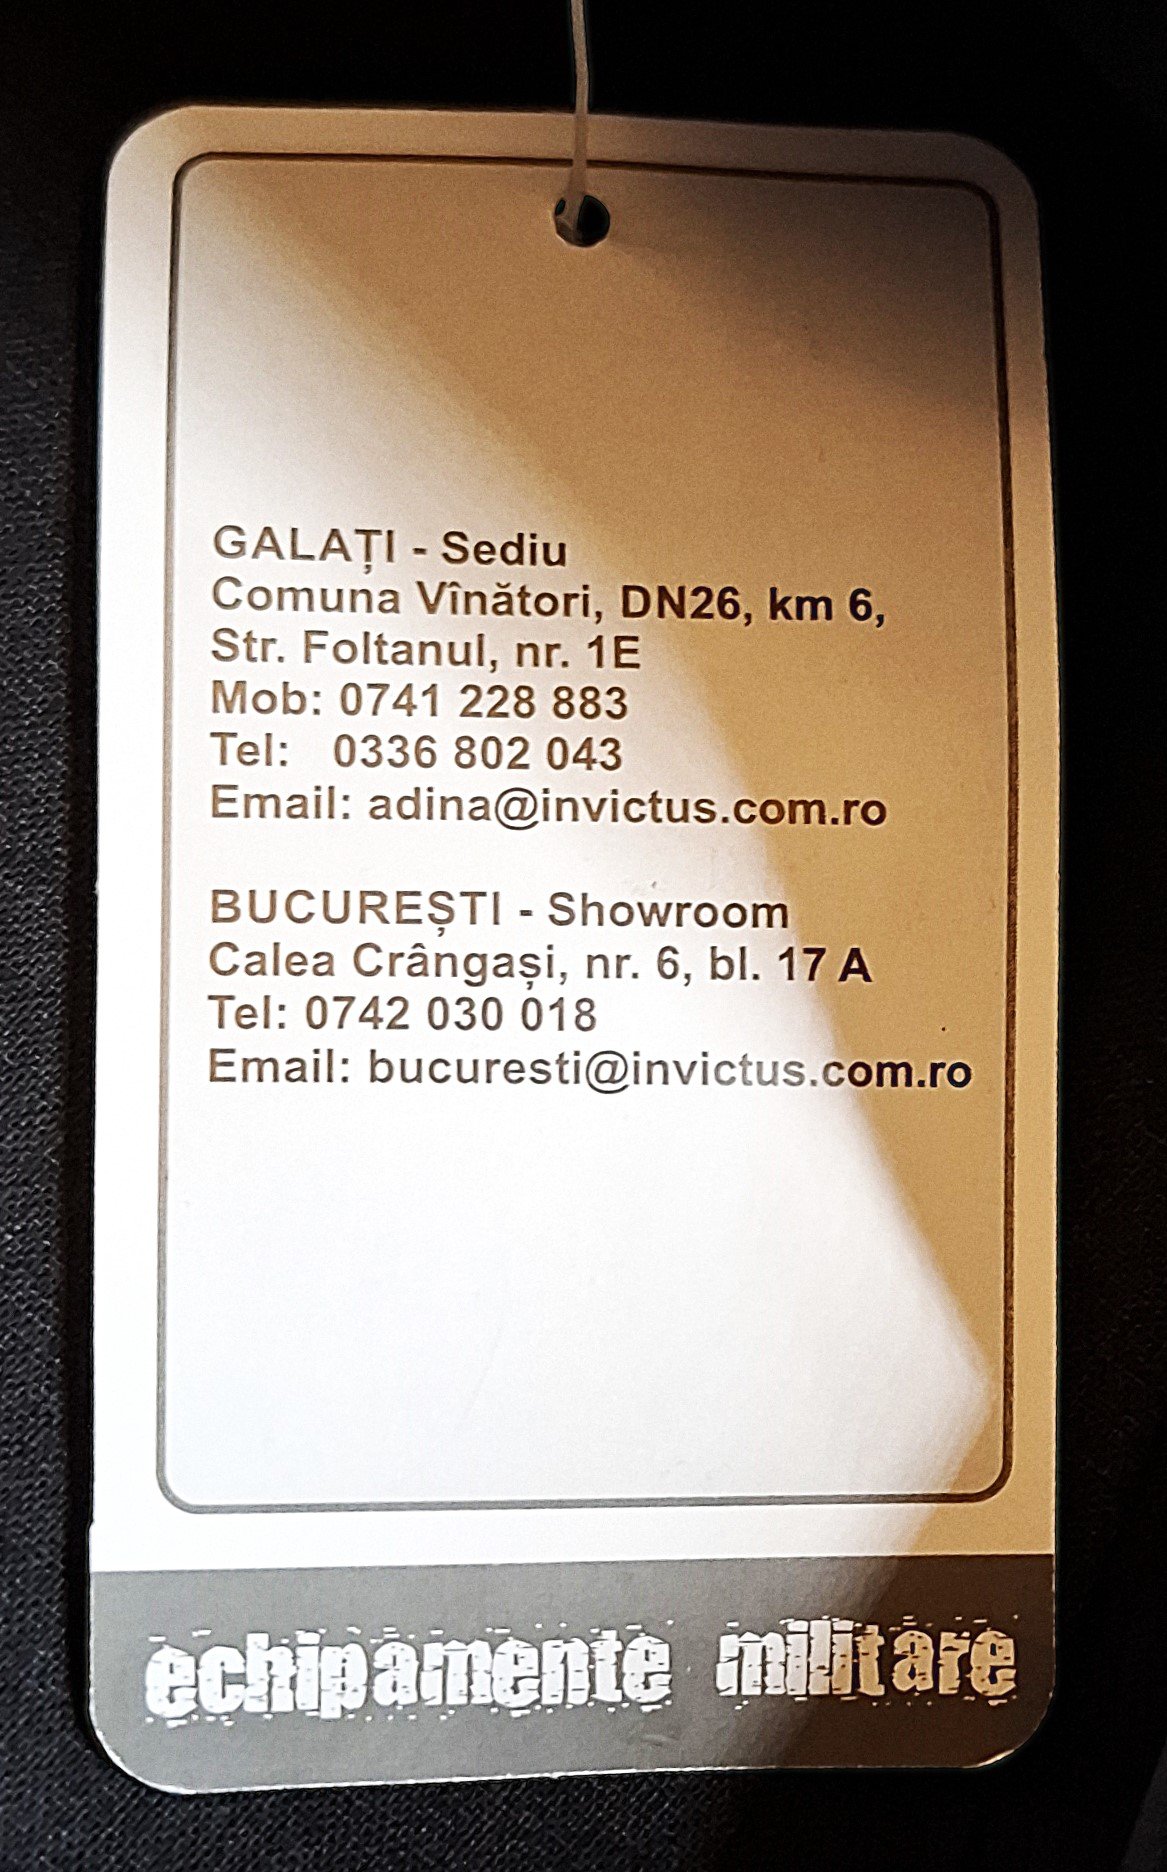 GALAȚI - Sediu
Comuna Vînători, DN26, km 6,
Str. Foltanul, nr. 1E
Mob: 0741 228 883
Tel: 0336 802 043
Email: adina@invictus.com.ro
BUCUREȘTI - Showroom
Calea Crângași, nr. 6, bl. 17 A
Tel: 0742 030 018
Email: bucuresti@invictus.com.ro
echipamente militare